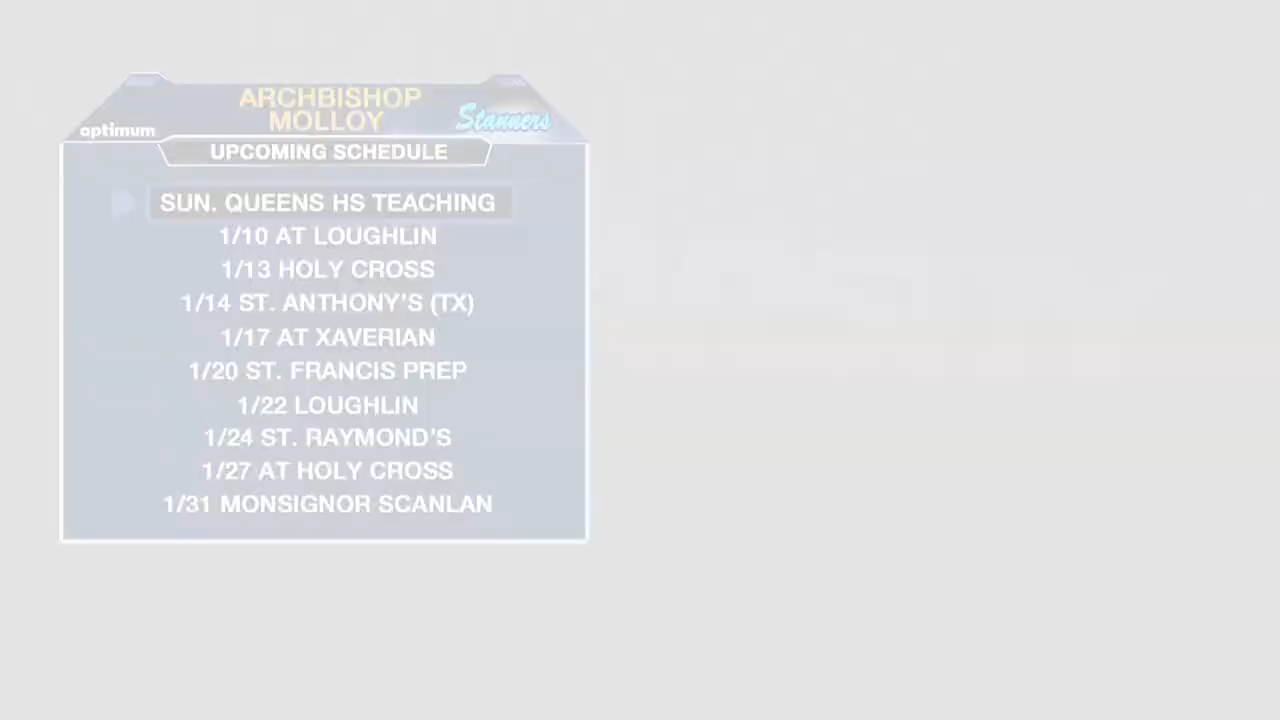 ARCHBISHOP
MOLLOY
Stanners
optimum
UPCOMING SCHEDULE
SUN. QUEENS HS TEACHING
1/10 AT LOUGHLIN
1/13 HOLY CROSS
1/14 ST. ANTHONY'S (TX)
1/17 AT XAVERIAN
1/20 ST. FRANCIS PREP
1/22 LOUGHLIN
1/24 ST. RAYMOND'S
1/27 AT HOLY CROSS
1/31 MONSIGNOR SCANLAN